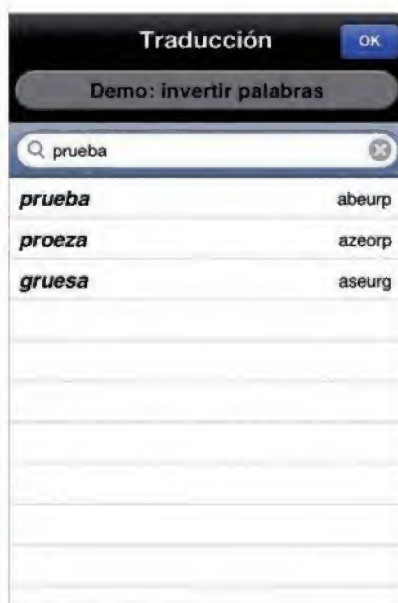 Traducción OK
Demo: invertir palabras
prueba
prueba abeurp
proeza azeorp
gruesa aseurg